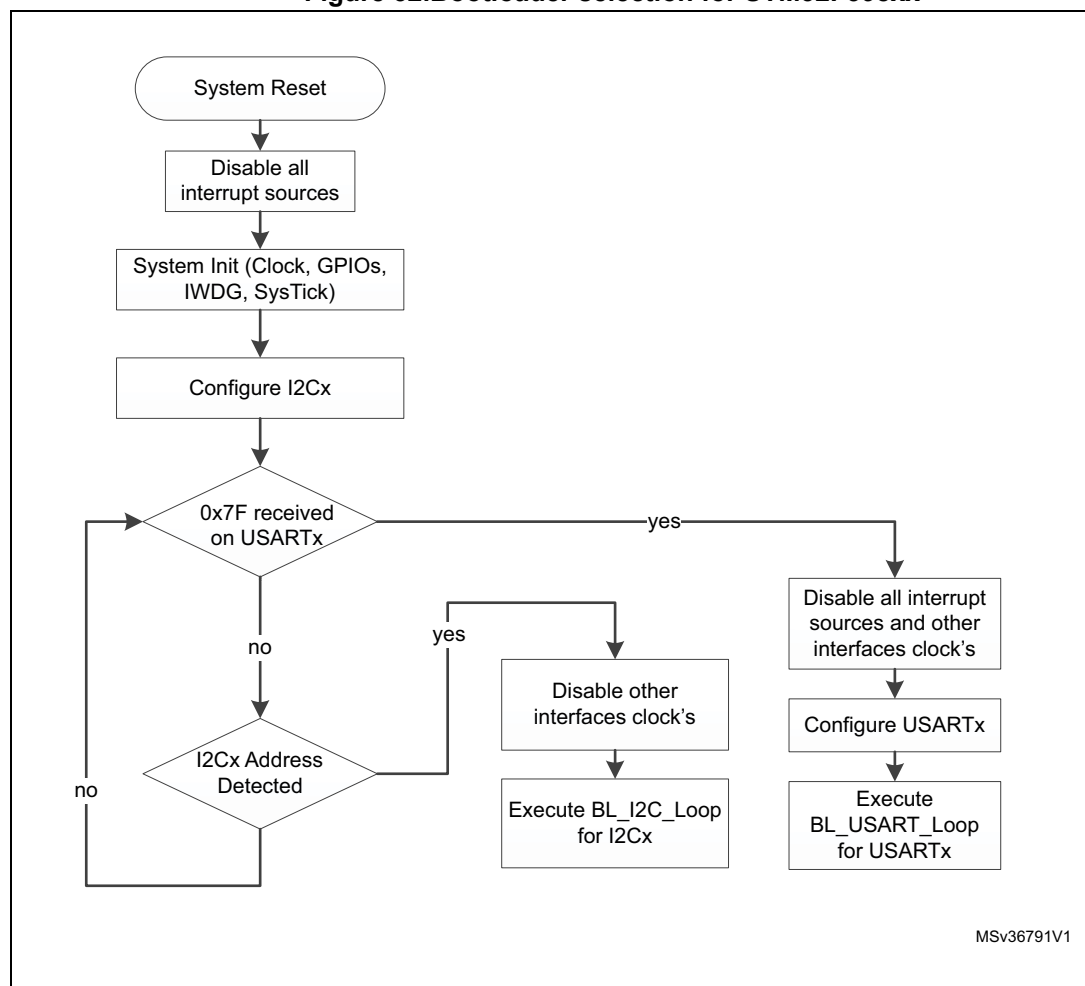 System Reset
Disable all
interrupt sources
System Init (Clock, GPIOs,
IWDG, SysTick)
Configure I2Cx
0x7F received
on USARTx
yes
no
yes
no
Disable all interrupt
sources and other
interfaces clock's
Disable other
interfaces clock's
Configure USARTx
I2Cx Address
Detected
Execute BL_I2C_Loop
for I2Cx
Execute
BL_USART_Loop
for USARTx
MSv36791V1